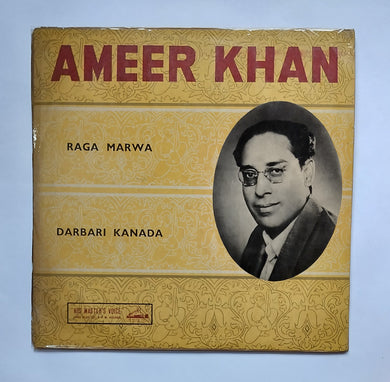 AMEER KHAN
RAGA MARWA
DARBARI KANADA
HIS MASTER'S VOICE